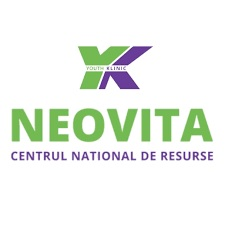 YOUTH KLINIC
NEOVITA
CENTRUL NATIONAL DE RESURSE